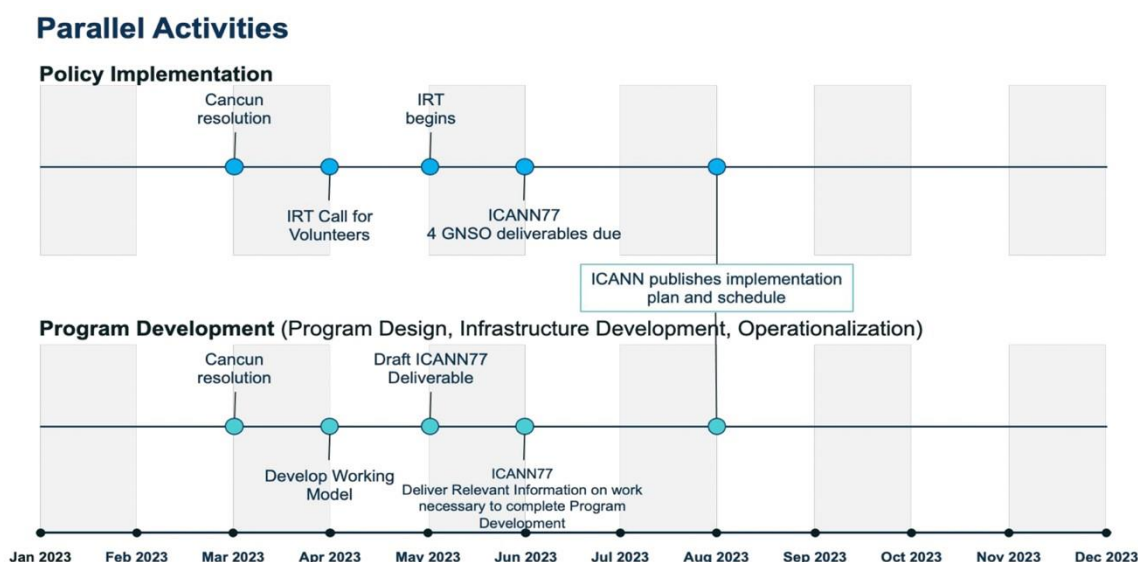 Parallel Activities
Policy Implementation
Cancun
resolution
IRT
begins
IRT Call for
Volunteers
ICANN77
4 GNSO deliverables due
ICANN publishes implementation
plan and schedule
Program Development (Program Design, Infrastructure Development, Operationalization)
Cancun
resolution
Draft ICANN77
Deliverable
Develop Working
Model
ICANN77
Deliver Relevant Information on work
necessary to complete Program
Development
Jan 2023 Feb 2023 Mar 2023 Apr 2023 May 2023 Jun 2023 Jul 2023 Aug 2023 Sep 2023 Oct 2023 Nov 2023 Dec 2023